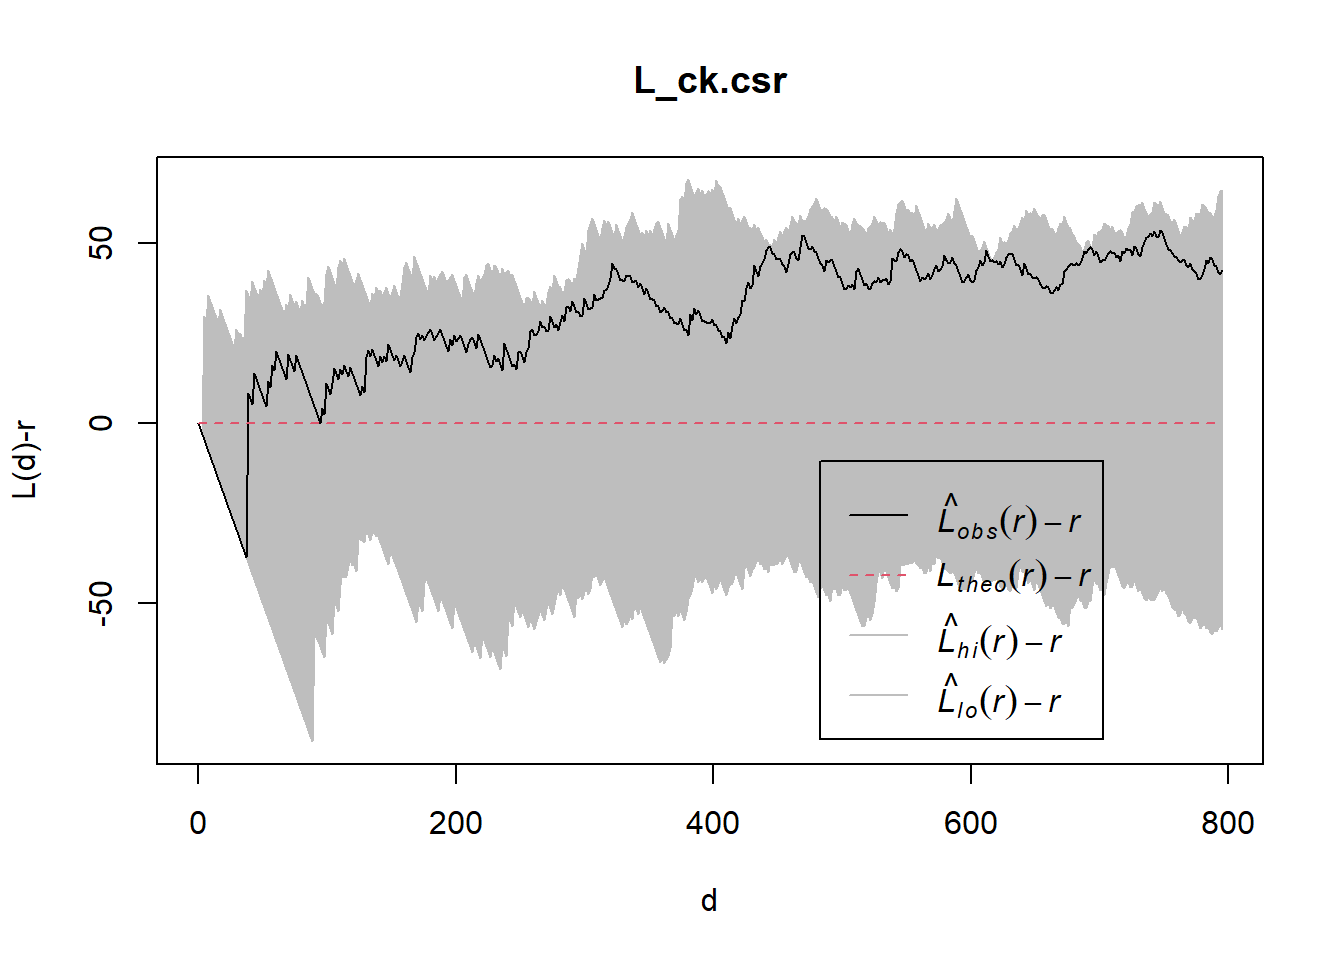 L_ck.csr
L(d)-r
50
0
-50
L̂obs(r) – r
Ltheo(r) – r
L̂hi(r) – r
L̂lo(r) – r
0 200 400 600 800
d